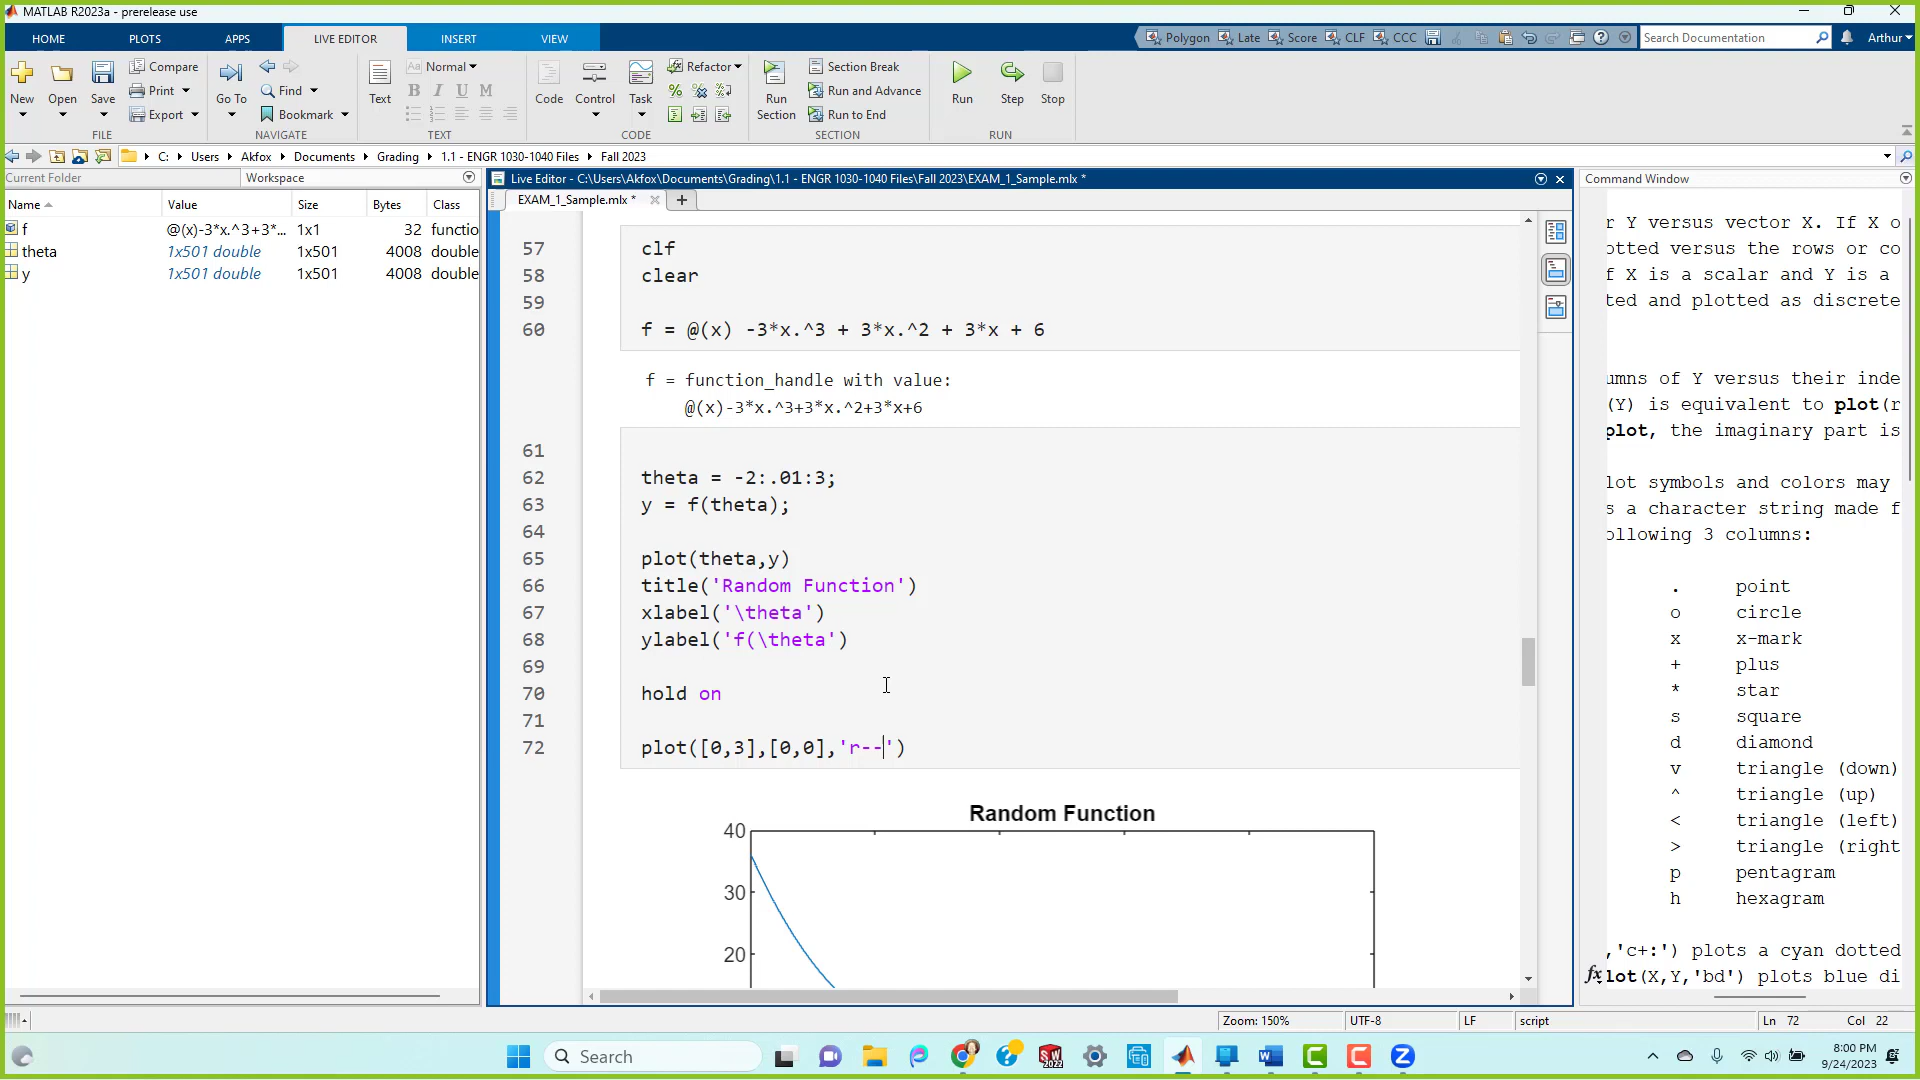 MATLAB R2023a - prerelease use
HOME PLOTS APPS LIVE EDITOR INSERT VIEW
Polygon Late Score CLF CCC Search Documentation Arthur
New Open Save Compare Print Export
FILE
Go To Find Bookmark
NAVIGATE
Text Aa Normal B I U M
TEXT
Code Control Task Refactor
CODE
Run Section Section Break Run and Advance Run to End
SECTION
Run Step Stop
RUN
C: Users Akfox Documents Grading 1.1 - ENGR 1030-1040 Files Fall 2023
Current Folder Workspace
Name Value Size Bytes Class
f @(x)-3*x.^3+3*... 1x1 32 functio
theta 1x501 double 1x501 4008 double
y 1x501 double 1x501 4008 double
Live Editor - C:\Users\Akfox\Documents\Grading\1.1 - ENGR 1030-1040 Files\Fall 2023\EXAM_1_Sample.mlx *
EXAM_1_Sample.mlx *
57 clf
58 clear
59
60 f = @(x) -3*x.^3 + 3*x.^2 + 3*x + 6
f = function_handle with value:
@(x)-3*x.^3+3*x.^2+3*x+6
61
62 theta = -2:.01:3;
63 y = f(theta);
64
65 plot(theta,y)
66 title('Random Function')
67 xlabel('\theta')
68 ylabel('f(\theta')
69
70 hold on
71
72 plot([0,3],[0,0],'r--')
Random Function
40
30
20
Command Window
r Y versus vector X. If X o
otted versus the rows or co
f X is a scalar and Y is a
ted and plotted as discrete
umns of Y versus their inde
(Y) is equivalent to plot(r
plot, the imaginary part is
lot symbols and colors may
s a character string made f
ollowing 3 columns:
. point
o circle
x x-mark
+ plus
* star
s square
d diamond
v triangle (down)
^ triangle (up)
< triangle (left)
> triangle (right
p pentagram
h hexagram
,'c+:') plots a cyan dotted
fx lot(X,Y,'bd') plots blue di
Zoom: 150% UTF-8 LF script Ln 72 Col 22
Search
SW 2022
8:00 PM
9/24/2023